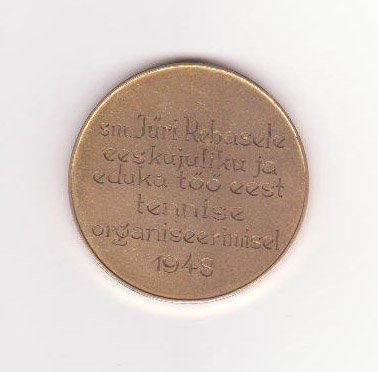 sm. Jüri Rebasele
eeskujuliku ja
eduka töö eest
tennise
organiseerimisel
1948